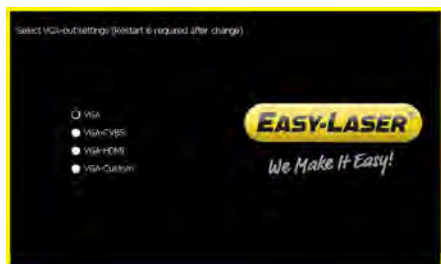 Select VGA-out settings (Restart is required after change)
VGA
VGA-CVBS
VGA-HDMI
VGA-Custom
EASY-LASER®
We Make It Easy!